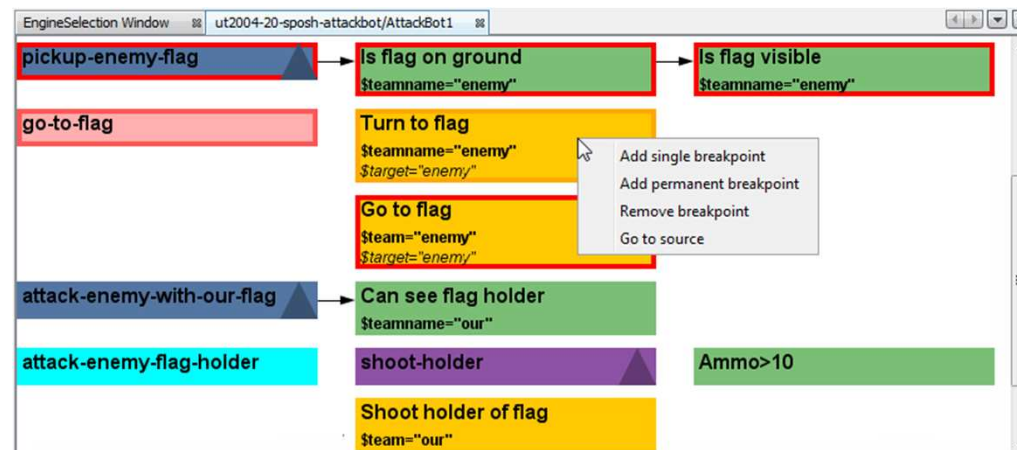 EngineSelection Window
ut2004-20-sposh-attackbot/AttackBot1
pickup-enemy-flag
Is flag on ground
$teamname="enemy"
Is flag visible
$teamname="enemy"
go-to-flag
Turn to flag
$teamname="enemy"
$target="enemy"
Add single breakpoint
Add permanent breakpoint
Remove breakpoint
Go to source
Go to flag
$team="enemy"
$target="enemy"
attack-enemy-with-our-flag
Can see flag holder
$teamname="our"
attack-enemy-flag-holder
shoot-holder
Ammo>10
Shoot holder of flag
$team="our"